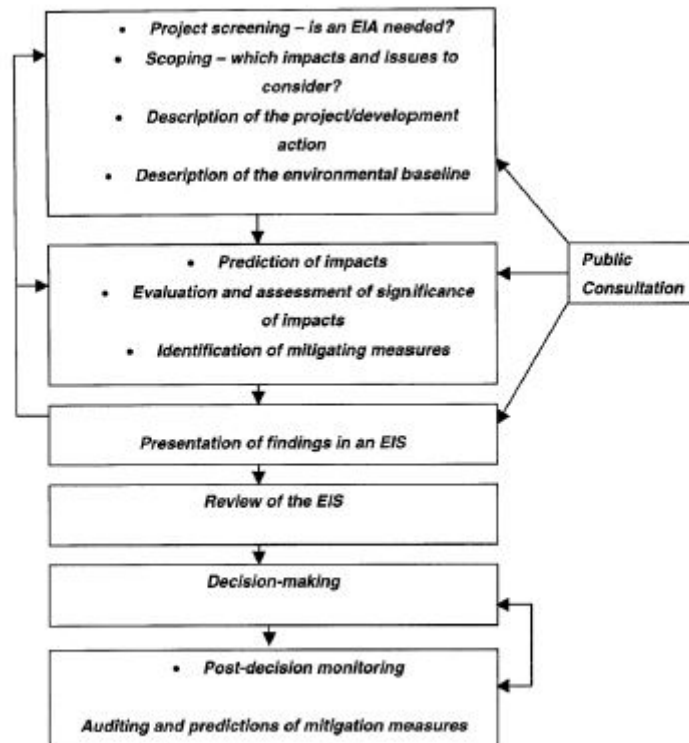 • Project screening – is an EIA needed?
• Scoping – which impacts and issues to
consider?
• Description of the project/development
action
• Description of the environmental baseline
• Prediction of impacts
• Evaluation and assessment of significance
of impacts
• Identification of mitigating measures
Public
Consultation
Presentation of findings in an EIS
Review of the EIS
Decision-making
• Post-decision monitoring
Auditing and predictions of mitigation measures